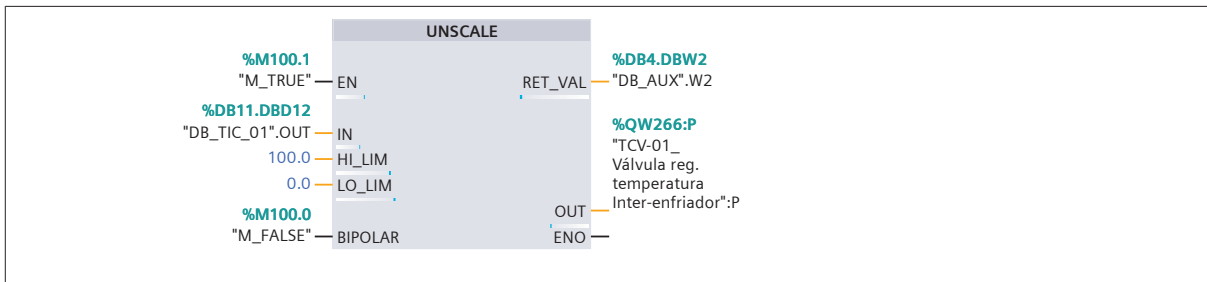 UNSCALE
%M100.1
"M_TRUE"
EN
%DB11.DBD12
"DB_TIC_01".OUT
IN
100.0
HI_LIM
0.0
LO_LIM
%M100.0
"M_FALSE"
BIPOLAR
%DB4.DBW2
RET_VAL
"DB_AUX".W2
%QW266:P
"TCV-01_
Válvula reg.
temperatura
Inter-enfriador":P
OUT
ENO